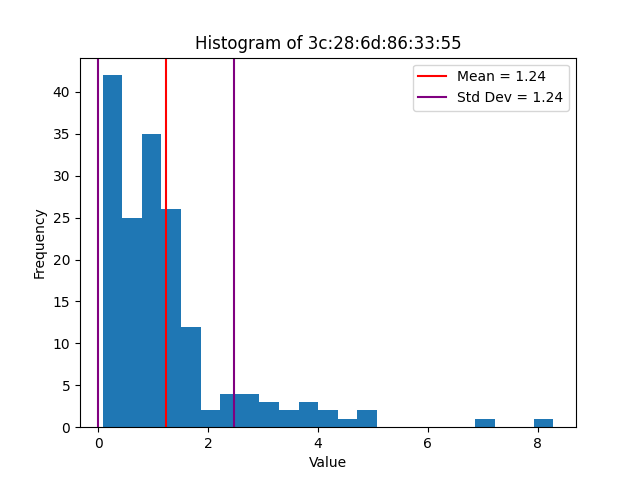 Histogram of 3c:28:6d:86:33:55
Mean = 1.24
Std Dev = 1.24
Frequency
40
35
30
25
20
15
10
5
0
0 2 4 6 8
Value